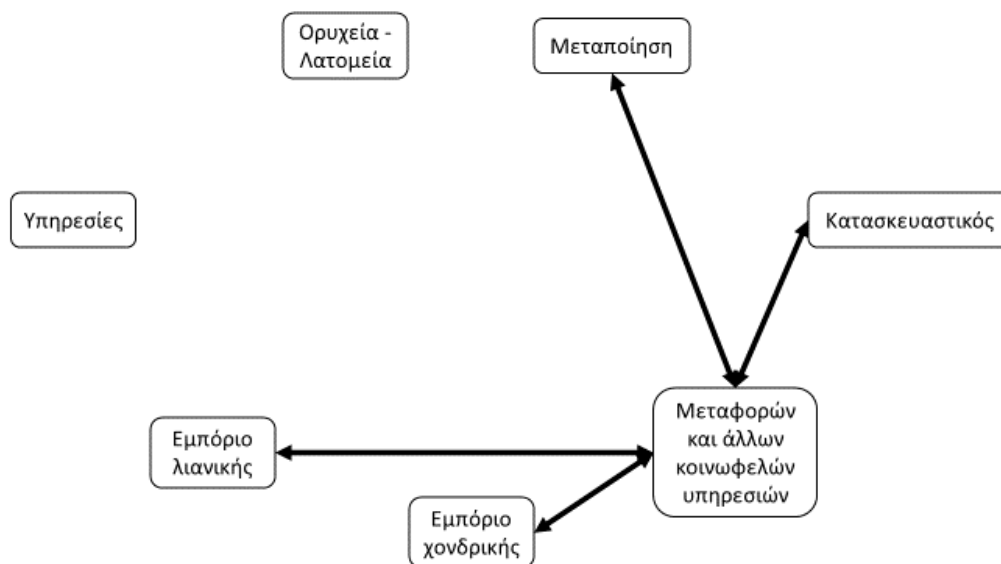 Ορυχεία -
Λατομεία
Μεταποίηση
Υπηρεσίες
Κατασκευαστικός
Μεταφορών
και άλλων
κοινωφελών
υπηρεσιών
Εμπόριο
λιανικής
Εμπόριο
χονδρικής